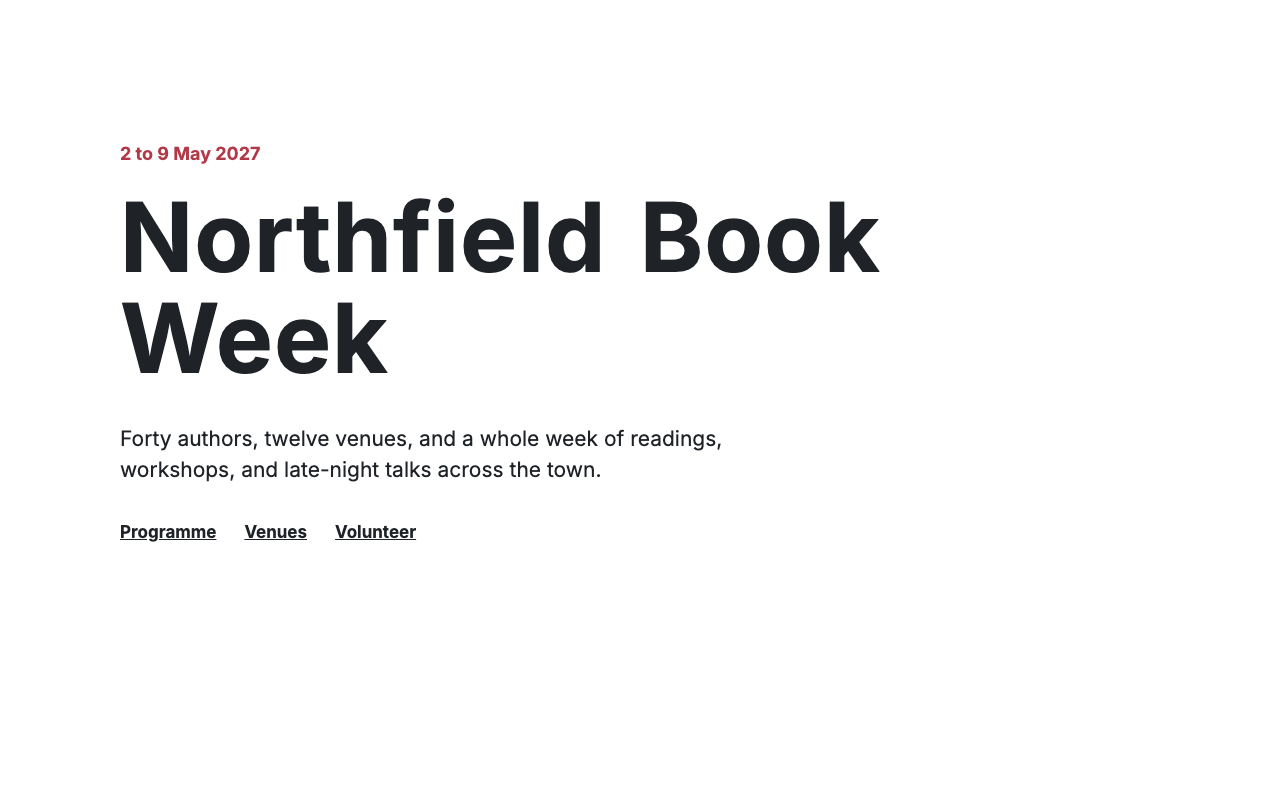 2 to 9 May 2027
Northfield Book
Week
Forty authors, twelve venues, and a whole week of readings,
workshops, and late-night talks across the town.
Programme Venues Volunteer